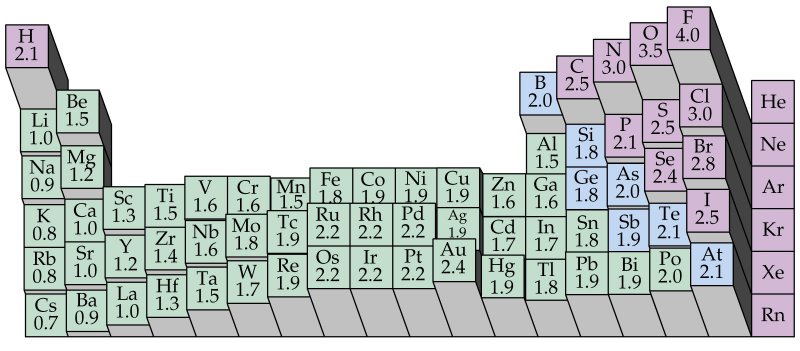 H
2.1
Li
1.0
Be
1.5
B
2.0
C
2.5
N
3.0
O
3.5
F
4.0
He
Na
0.9
Mg
1.2
Al
1.5
Si
1.8
P
2.1
S
2.5
Cl
3.0
Ne
K
0.8
Ca
1.0
Sc
1.3
Ti
1.5
V
1.6
Cr
1.6
Mn
1.5
Fe
1.8
Co
1.9
Ni
1.9
Cu
1.9
Zn
1.6
Ga
1.6
Ge
1.8
As
2.0
Se
2.4
Br
2.8
Ar
Rb
0.8
Sr
1.0
Y
1.2
Zr
1.4
Nb
1.6
Mo
1.8
Tc
1.9
Ru
2.2
Rh
2.2
Pd
2.2
Ag
1.9
Cd
1.7
In
1.7
Sn
1.8
Sb
1.9
Te
2.1
I
2.5
Kr
Cs
0.7
Ba
0.9
La
1.0
Hf
1.3
Ta
1.5
W
1.7
Re
1.9
Os
2.2
Ir
2.2
Pt
2.2
Au
2.4
Hg
1.9
Tl
1.8
Pb
1.9
Bi
1.9
Po
2.0
At
2.1
Xe
Rn